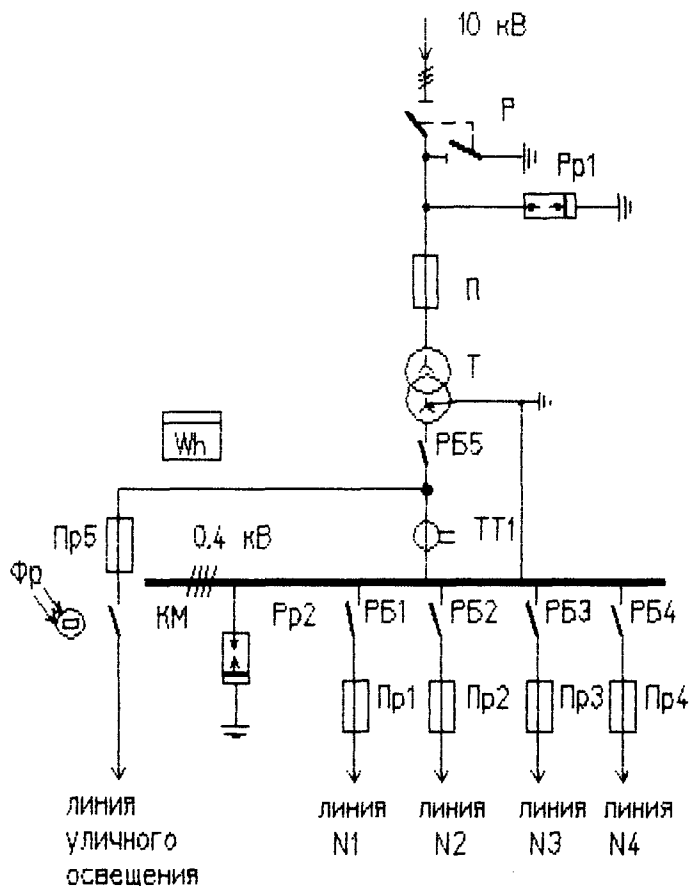 10 кВ
Р
Рр1
П
Т
Wh
РБ5
Пр5
0,4 кВ
ТТ1
Фр
КМ
Рр2
РБ1
РБ2
РБ3
РБ4
Пр1
Пр2
Пр3
Пр4
линия
уличного
освещения
линия
N1
линия
N2
линия
N3
линия
N4